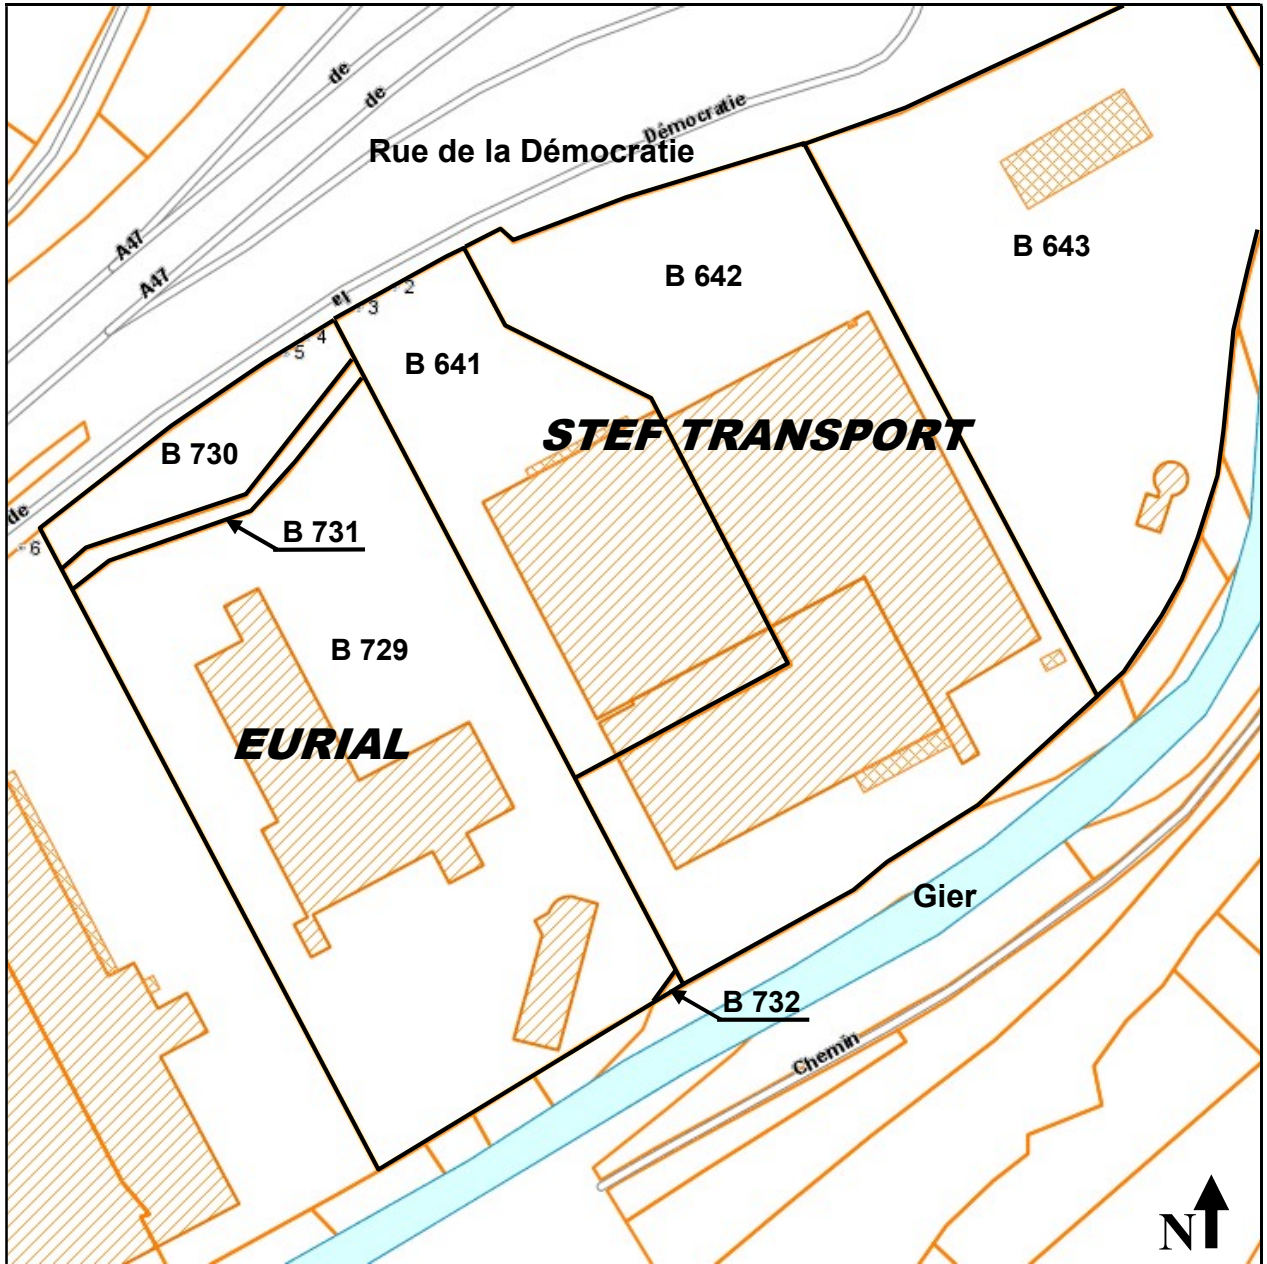 de
de
Démocratie
Rue de la Démocratie
A47
A47
B 643
B 642
la
2
3
4
5
B 641
STEF TRANSPORT
B 730
de
6
B 731
B 729
EURIAL
Gier
B 732
Chemin
N